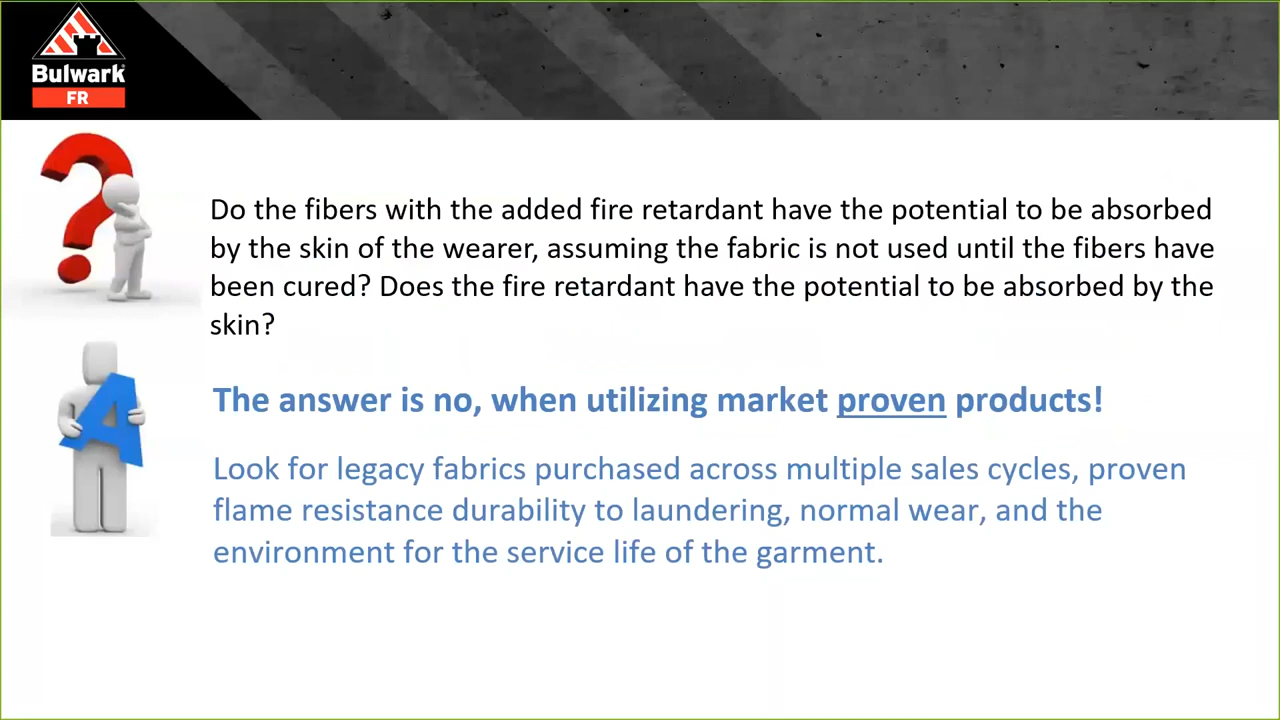 Bulwark
FR
Do the fibers with the added fire retardant have the potential to be absorbed
by the skin of the wearer, assuming the fabric is not used until the fibers have
been cured? Does the fire retardant have the potential to be absorbed by the
skin?
The answer is no, when utilizing market proven products!
Look for legacy fabrics purchased across multiple sales cycles, proven
flame resistance durability to laundering, normal wear, and the
environment for the service life of the garment.